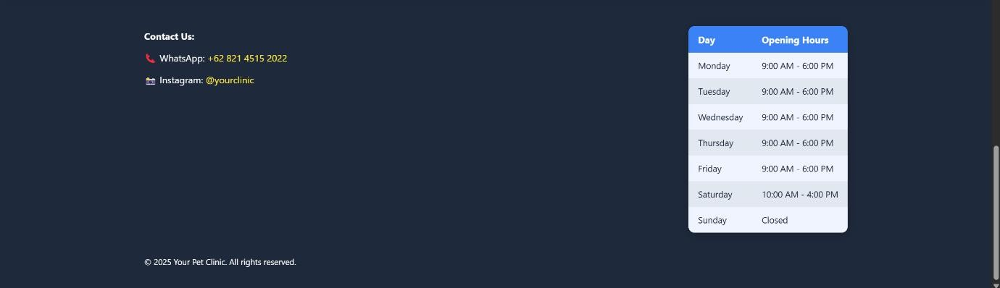 Contact Us:
WhatsApp: +62 821 4515 2022
Instagram: @yourclinic
Day Opening Hours
Monday 9:00 AM - 6:00 PM
Tuesday 9:00 AM - 6:00 PM
Wednesday 9:00 AM - 6:00 PM
Thursday 9:00 AM - 6:00 PM
Friday 9:00 AM - 6:00 PM
Saturday 10:00 AM - 4:00 PM
Sunday Closed
© 2025 Your Pet Clinic. All rights reserved.